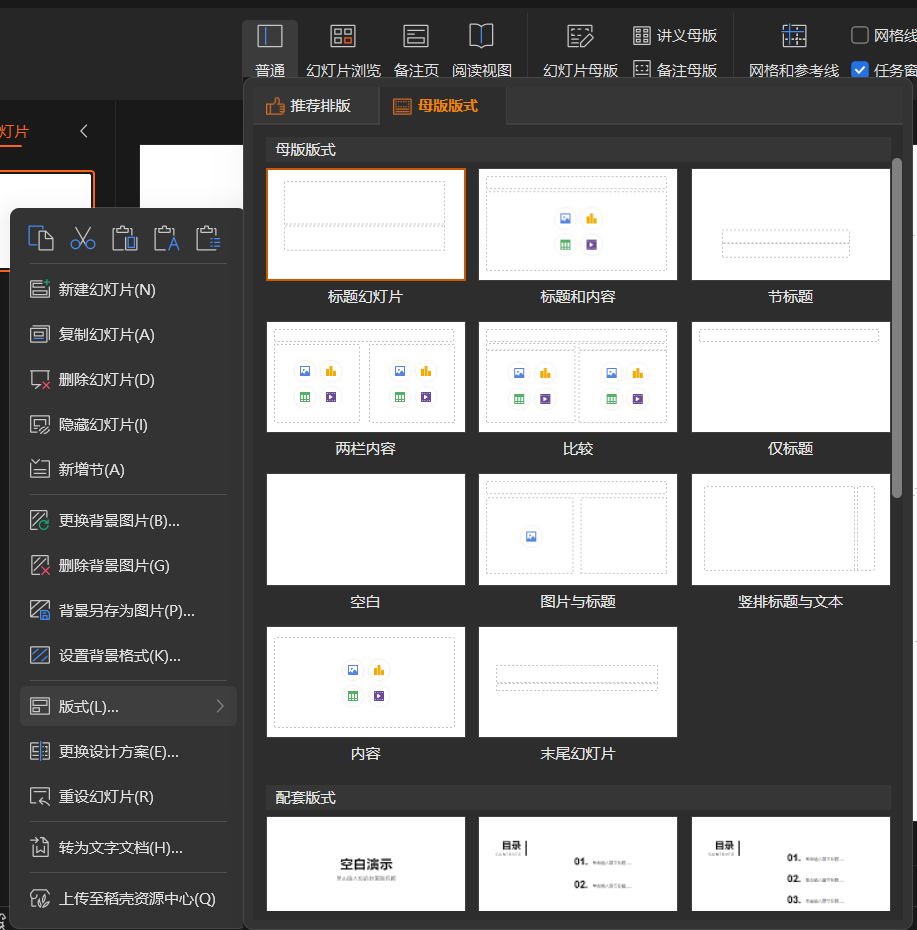 普通
幻灯片浏览
备注页
阅读视图
幻灯片母版
讲义母版
备注母版
网格和参考线
网格线
任务窗
推荐排版
母版版式
灯片
母版版式
标题幻灯片
标题和内容
节标题
两栏内容
比较
仅标题
空白
图片与标题
竖排标题与文本
内容
末尾幻灯片
配套版式
空白演示
目录
CONTENTS
01.
02.
目录
CONTENTS
01.
02.
03.
新建幻灯片(N)
复制幻灯片(A)
删除幻灯片(D)
隐藏幻灯片(I)
新增节(A)
更换背景图片(B)...
删除背景图片(G)
背景另存为图片(P)...
设置背景格式(K)...
版式(L)...
更换设计方案(E)...
重设幻灯片(R)
转为文字文档(H)...
上传至稻壳资源中心(Q)